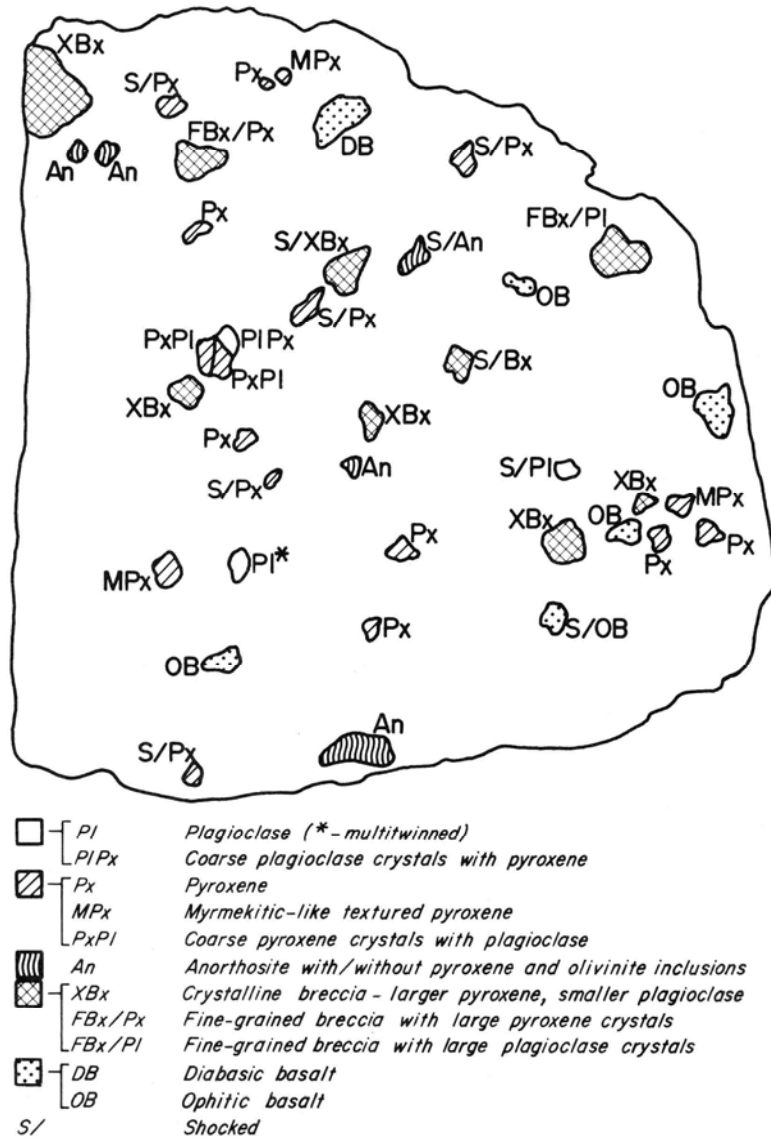 XBx
S/Px
Px
MPx
FBx/Px
DB
S/Px
An
An
Px
FBx/Pl
S/XBx
S/An
OB
S/Px
PxPl
PlPx
PxPl
S/Bx
XBx
XBx
OB
Px
An
S/Px
S/Pl
XBx
MPx
XBx
OB
Px
Px
Px
MPx
Pl*
Px
S/OB
OB
An
S/Px
Pl Plagioclase (*-multitwinned)
PlPx Coarse plagioclase crystals with pyroxene
Px Pyroxene
MPx Myrmekitic-like textured pyroxene
PxPl Coarse pyroxene crystals with plagioclase
An Anorthosite with/without pyroxene and olivinite inclusions
XBx Crystalline breccia - larger pyroxene, smaller plagioclase
FBx/Px Fine-grained breccia with large pyroxene crystals
FBx/Pl Fine-grained breccia with large plagioclase crystals
DB Diabasic basalt
OB Ophitic basalt
S/ Shocked